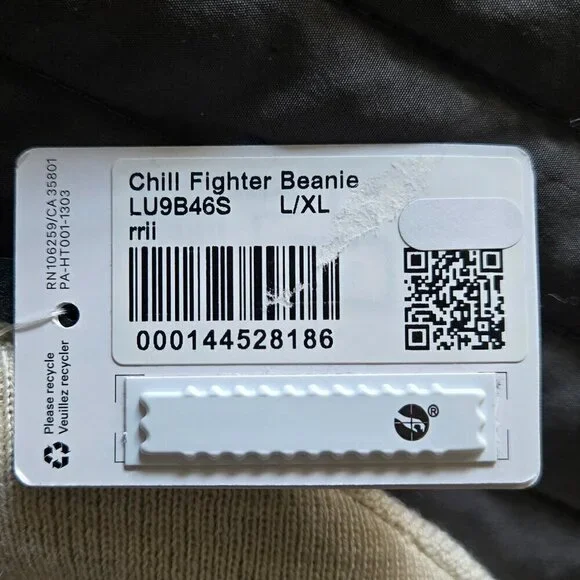 Chill Fighter Beanie
LU9B46S L/XL
rrii
000144528186
RN106259/CA35801
PA-HT001-1303
Please recycle
Veuillez recycler
®